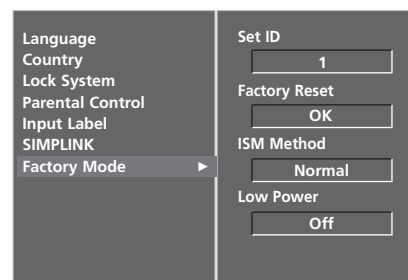 Language
Country
Lock System
Parental Control
Input Label
SIMPLINK
Factory Mode ►
Set ID
1
Factory Reset
OK
ISM Method
Normal
Low Power
Off